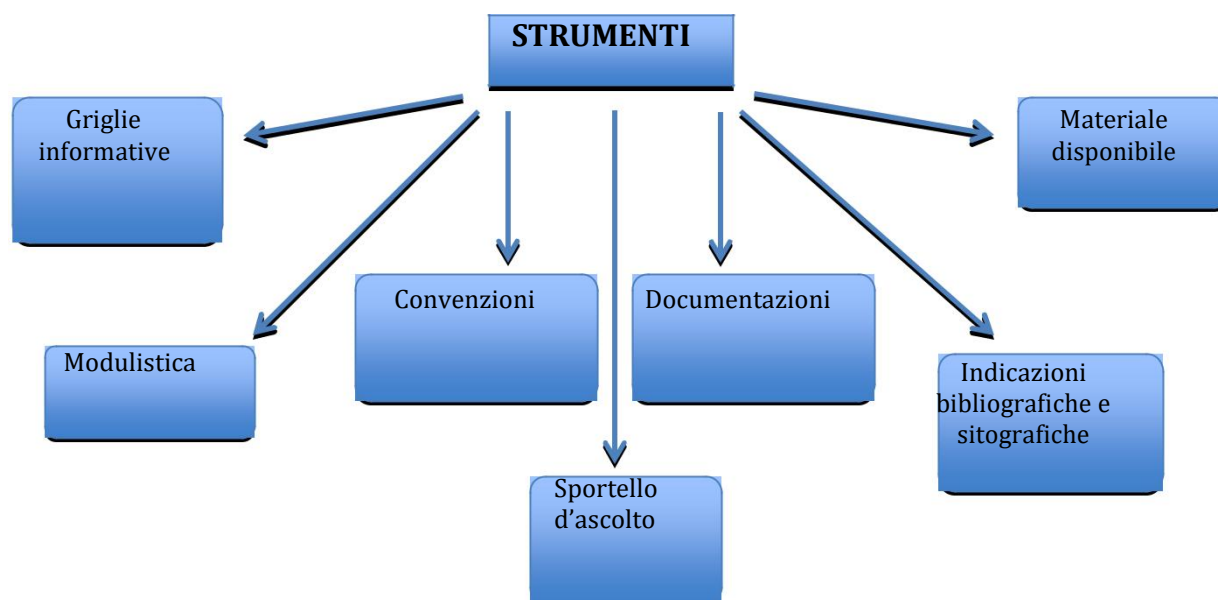 STRUMENTI
Griglie
informative
Materiale
disponibile
Convenzioni
Documentazioni
Modulistica
Indicazioni
bibliografiche e
sitografiche
Sportello
d’ascolto